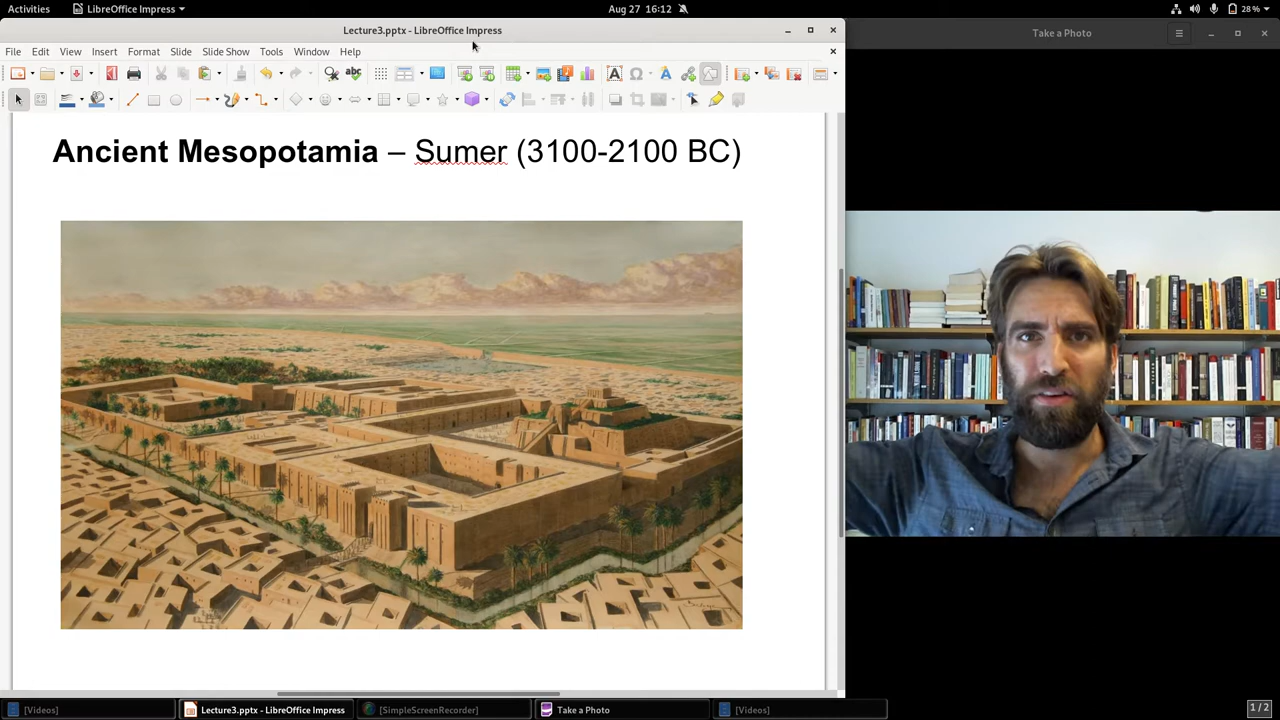 Activities
LibreOffice Impress
Aug 27 16:12
28 %
Lecture3.pptx - LibreOffice Impress
Take a Photo
File Edit View Insert Format Slide Slide Show Tools Window Help
Ancient Mesopotamia – Sumer (3100-2100 BC)
[Videos]
Lecture3.pptx - LibreOffice Impress
[SimpleScreenRecorder]
Take a Photo
[Videos]
1 / 2